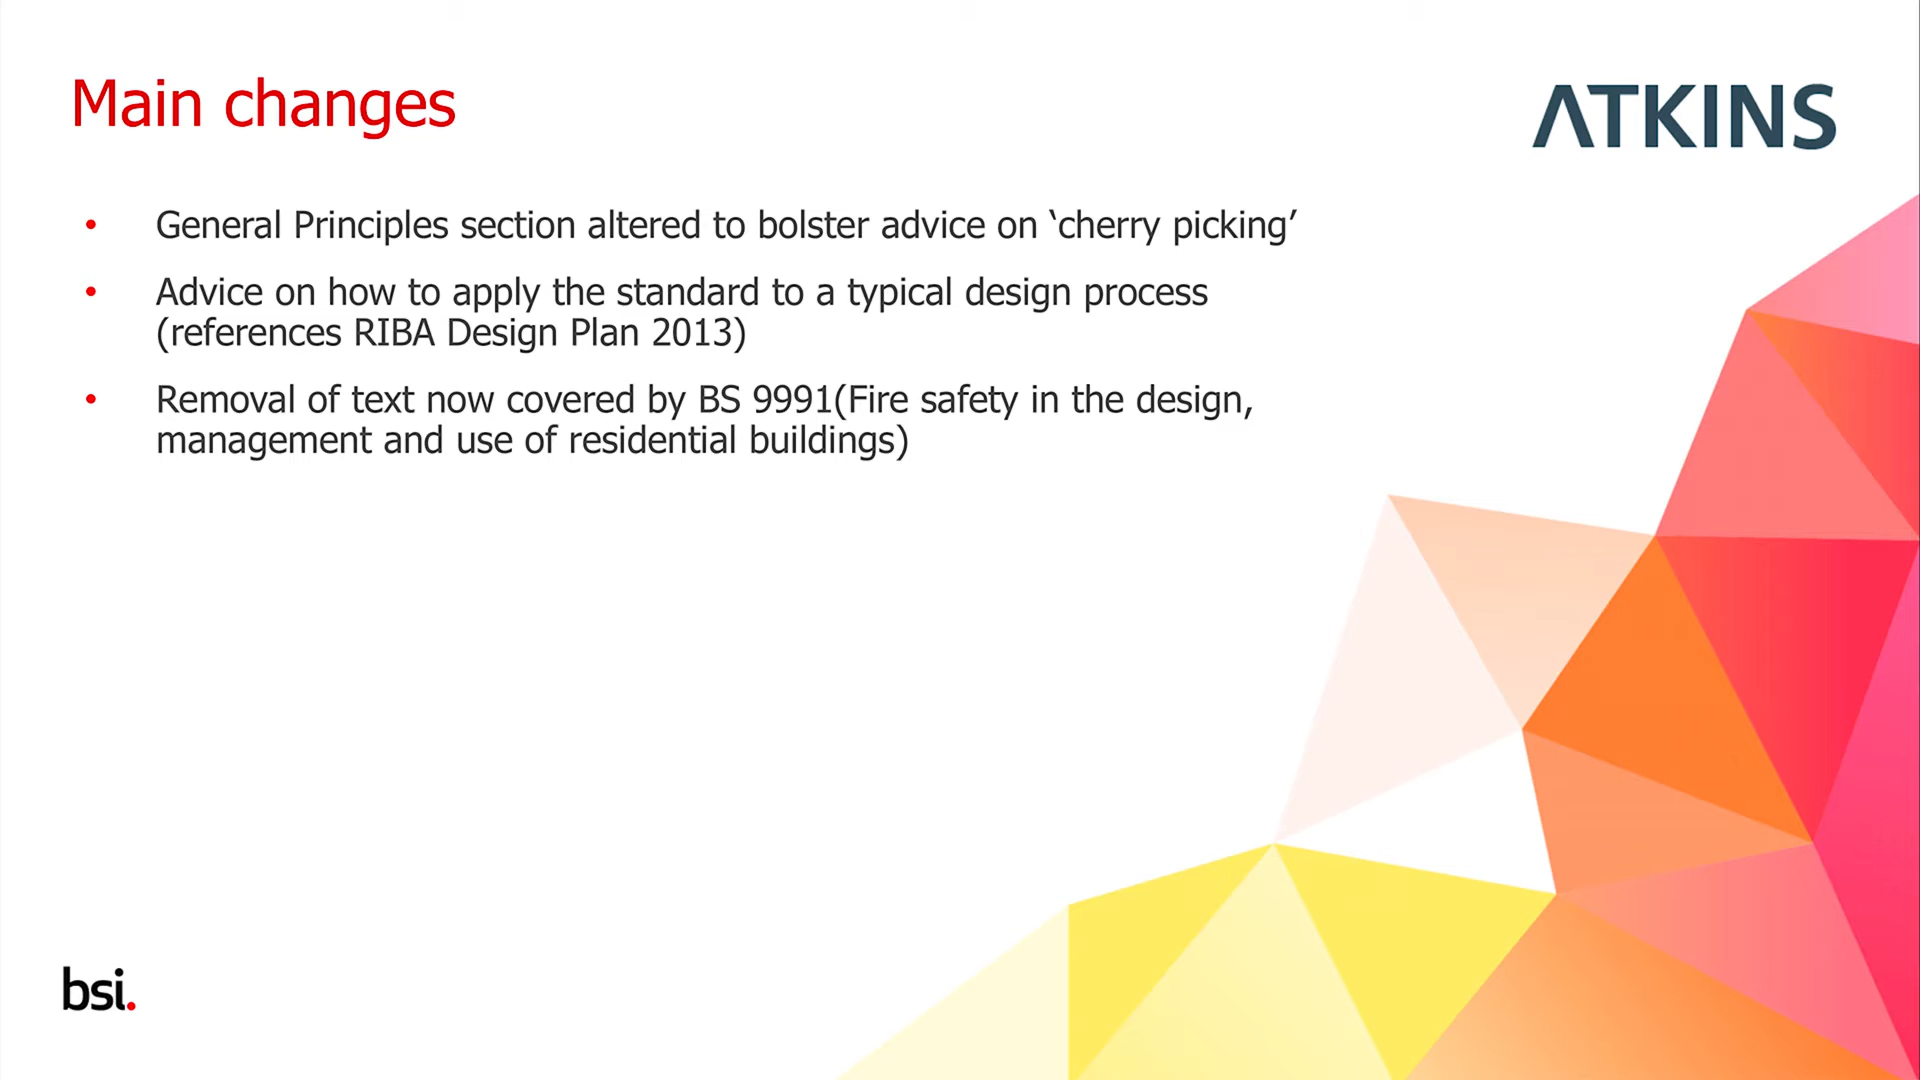 Main changes
ATKINS
• General Principles section altered to bolster advice on ‘cherry picking’
• Advice on how to apply the standard to a typical design process
(references RIBA Design Plan 2013)
• Removal of text now covered by BS 9991(Fire safety in the design,
management and use of residential buildings)
bsi.